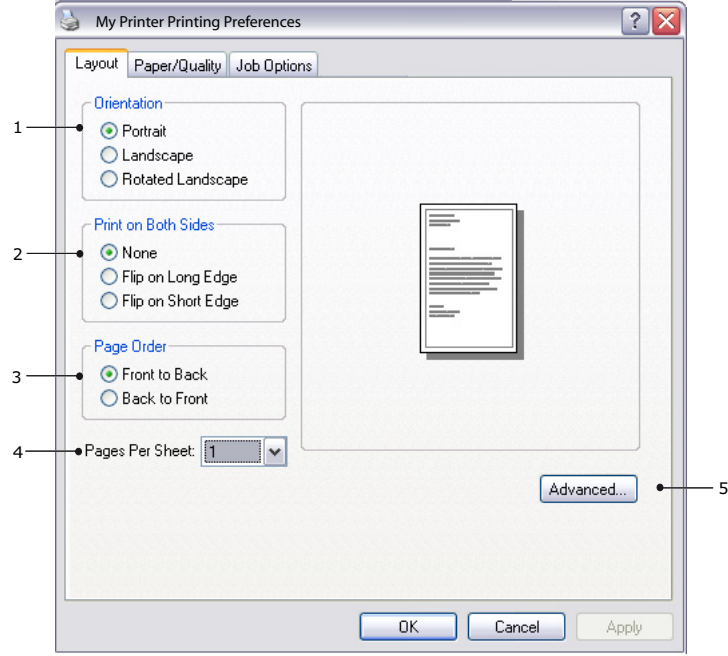 My Printer Printing Preferences
Layout Paper/Quality Job Options
Orientation
1
Portrait
Landscape
Rotated Landscape
Print on Both Sides
2
None
Flip on Long Edge
Flip on Short Edge
Page Order
3
Front to Back
Back to Front
4
Pages Per Sheet: 1
Advanced...
5
OK Cancel Apply